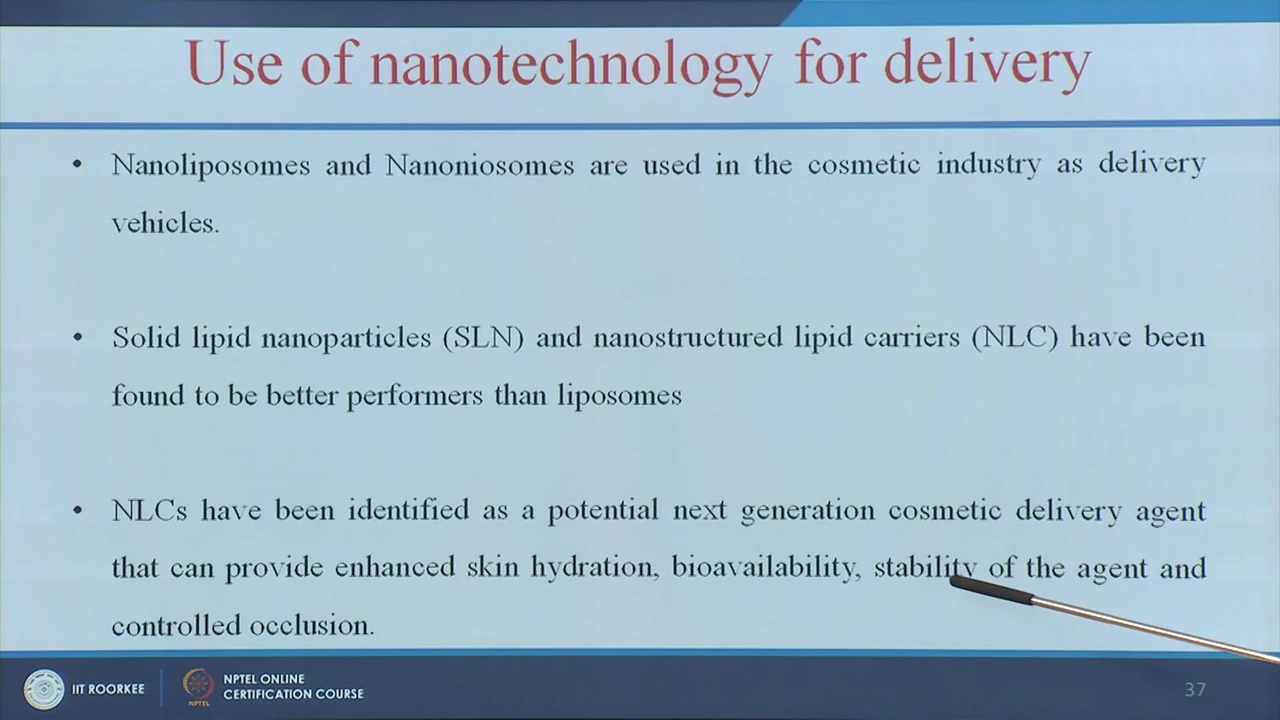 Use of nanotechnology for delivery
• Nanoliposomes and Nanoniosomes are used in the cosmetic industry as delivery
vehicles.
• Solid lipid nanoparticles (SLN) and nanostructured lipid carriers (NLC) have been
found to be better performers than liposomes
• NLCs have been identified as a potential next generation cosmetic delivery agent
that can provide enhanced skin hydration, bioavailability, stability of the agent and
controlled occlusion.
IIT ROORKEE
NPTEL
NPTEL ONLINE
CERTIFICATION COURSE
37